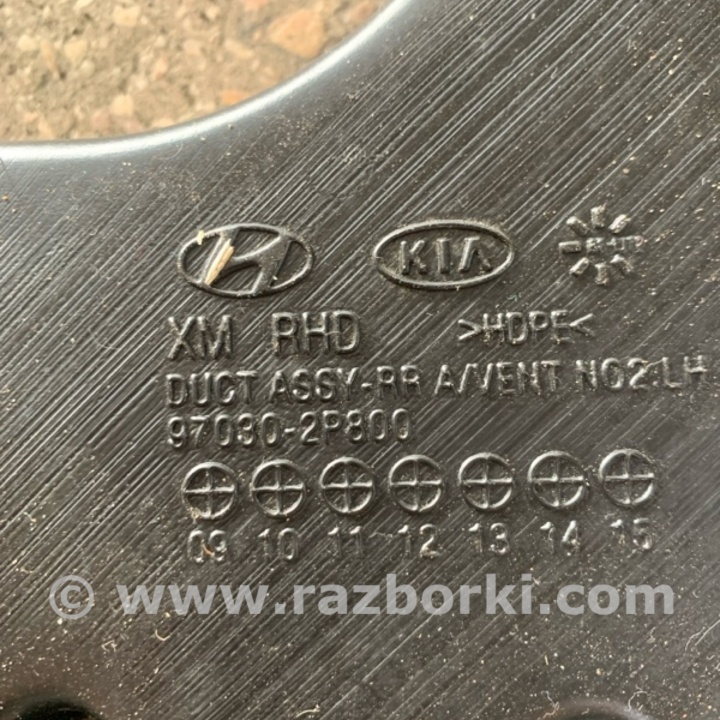 KIA
XM RHD >HDPE<
DUCT ASSY-RR A/VENT NO2.LH
97030-2P800
09 10 11 12 13 14 15
© www.razborki.com